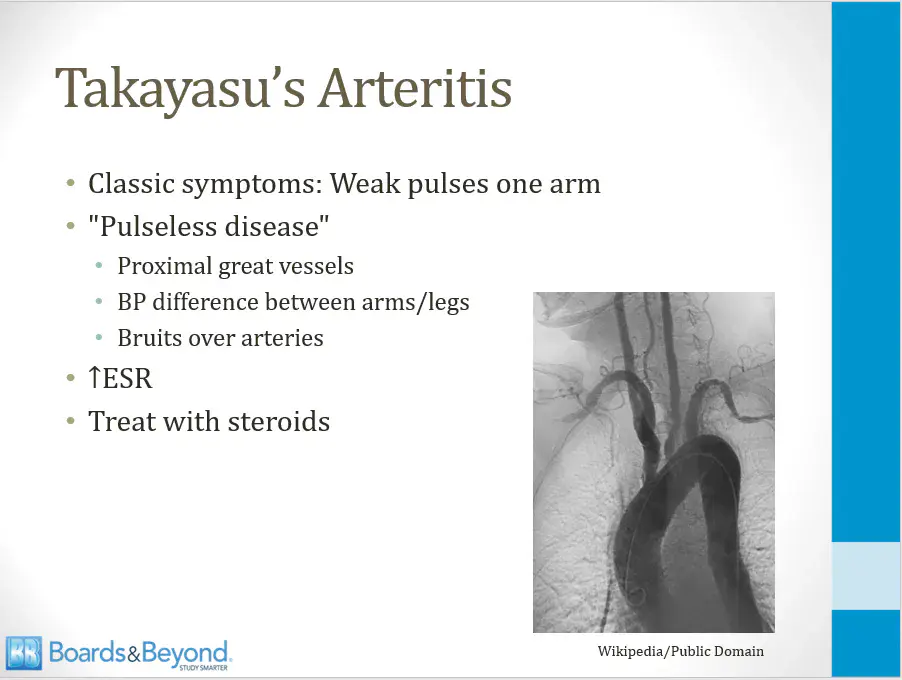 Takayasu’s Arteritis
• Classic symptoms: Weak pulses one arm
• "Pulseless disease"
• Proximal great vessels
• BP difference between arms/legs
• Bruits over arteries
• ↑ESR
• Treat with steroids
BB Boards&Beyond.
STUDY SMARTER
Wikipedia/Public Domain